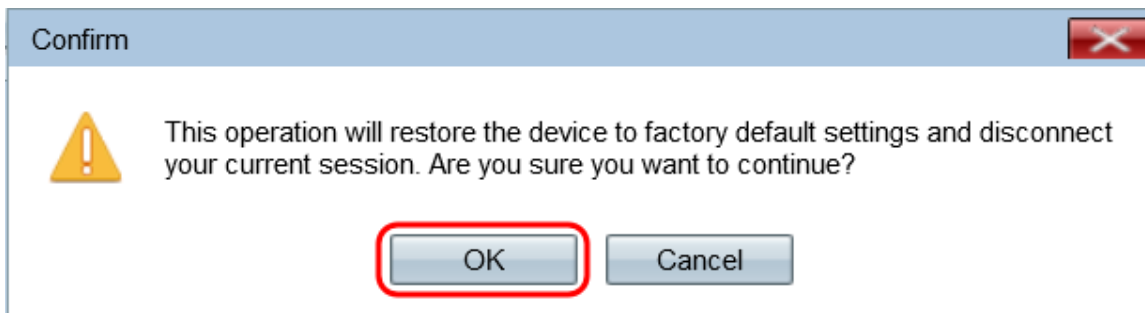 Confirm
This operation will restore the device to factory default settings and disconnect
your current session. Are you sure you want to continue?
OK
Cancel